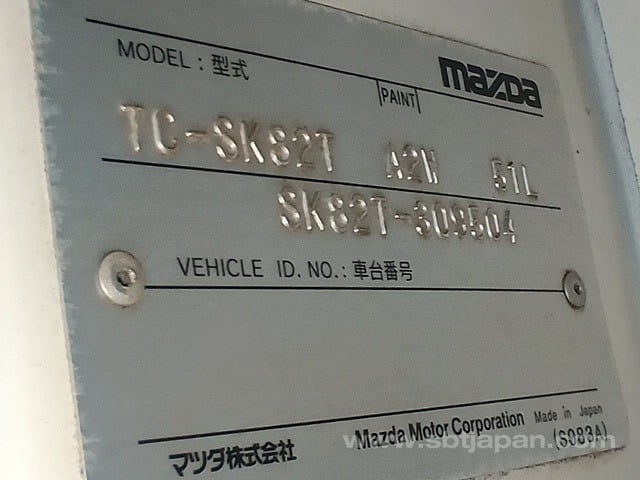 MODEL : 型式
mazda
PAINT
TC-SK82T A2W 51L
SK82T-309504
VEHICLE ID. NO. : 車台番号
マツダ株式会社 Mazda Motor Corporation Made in Japan
(S083A)
www.sbtjapan.com